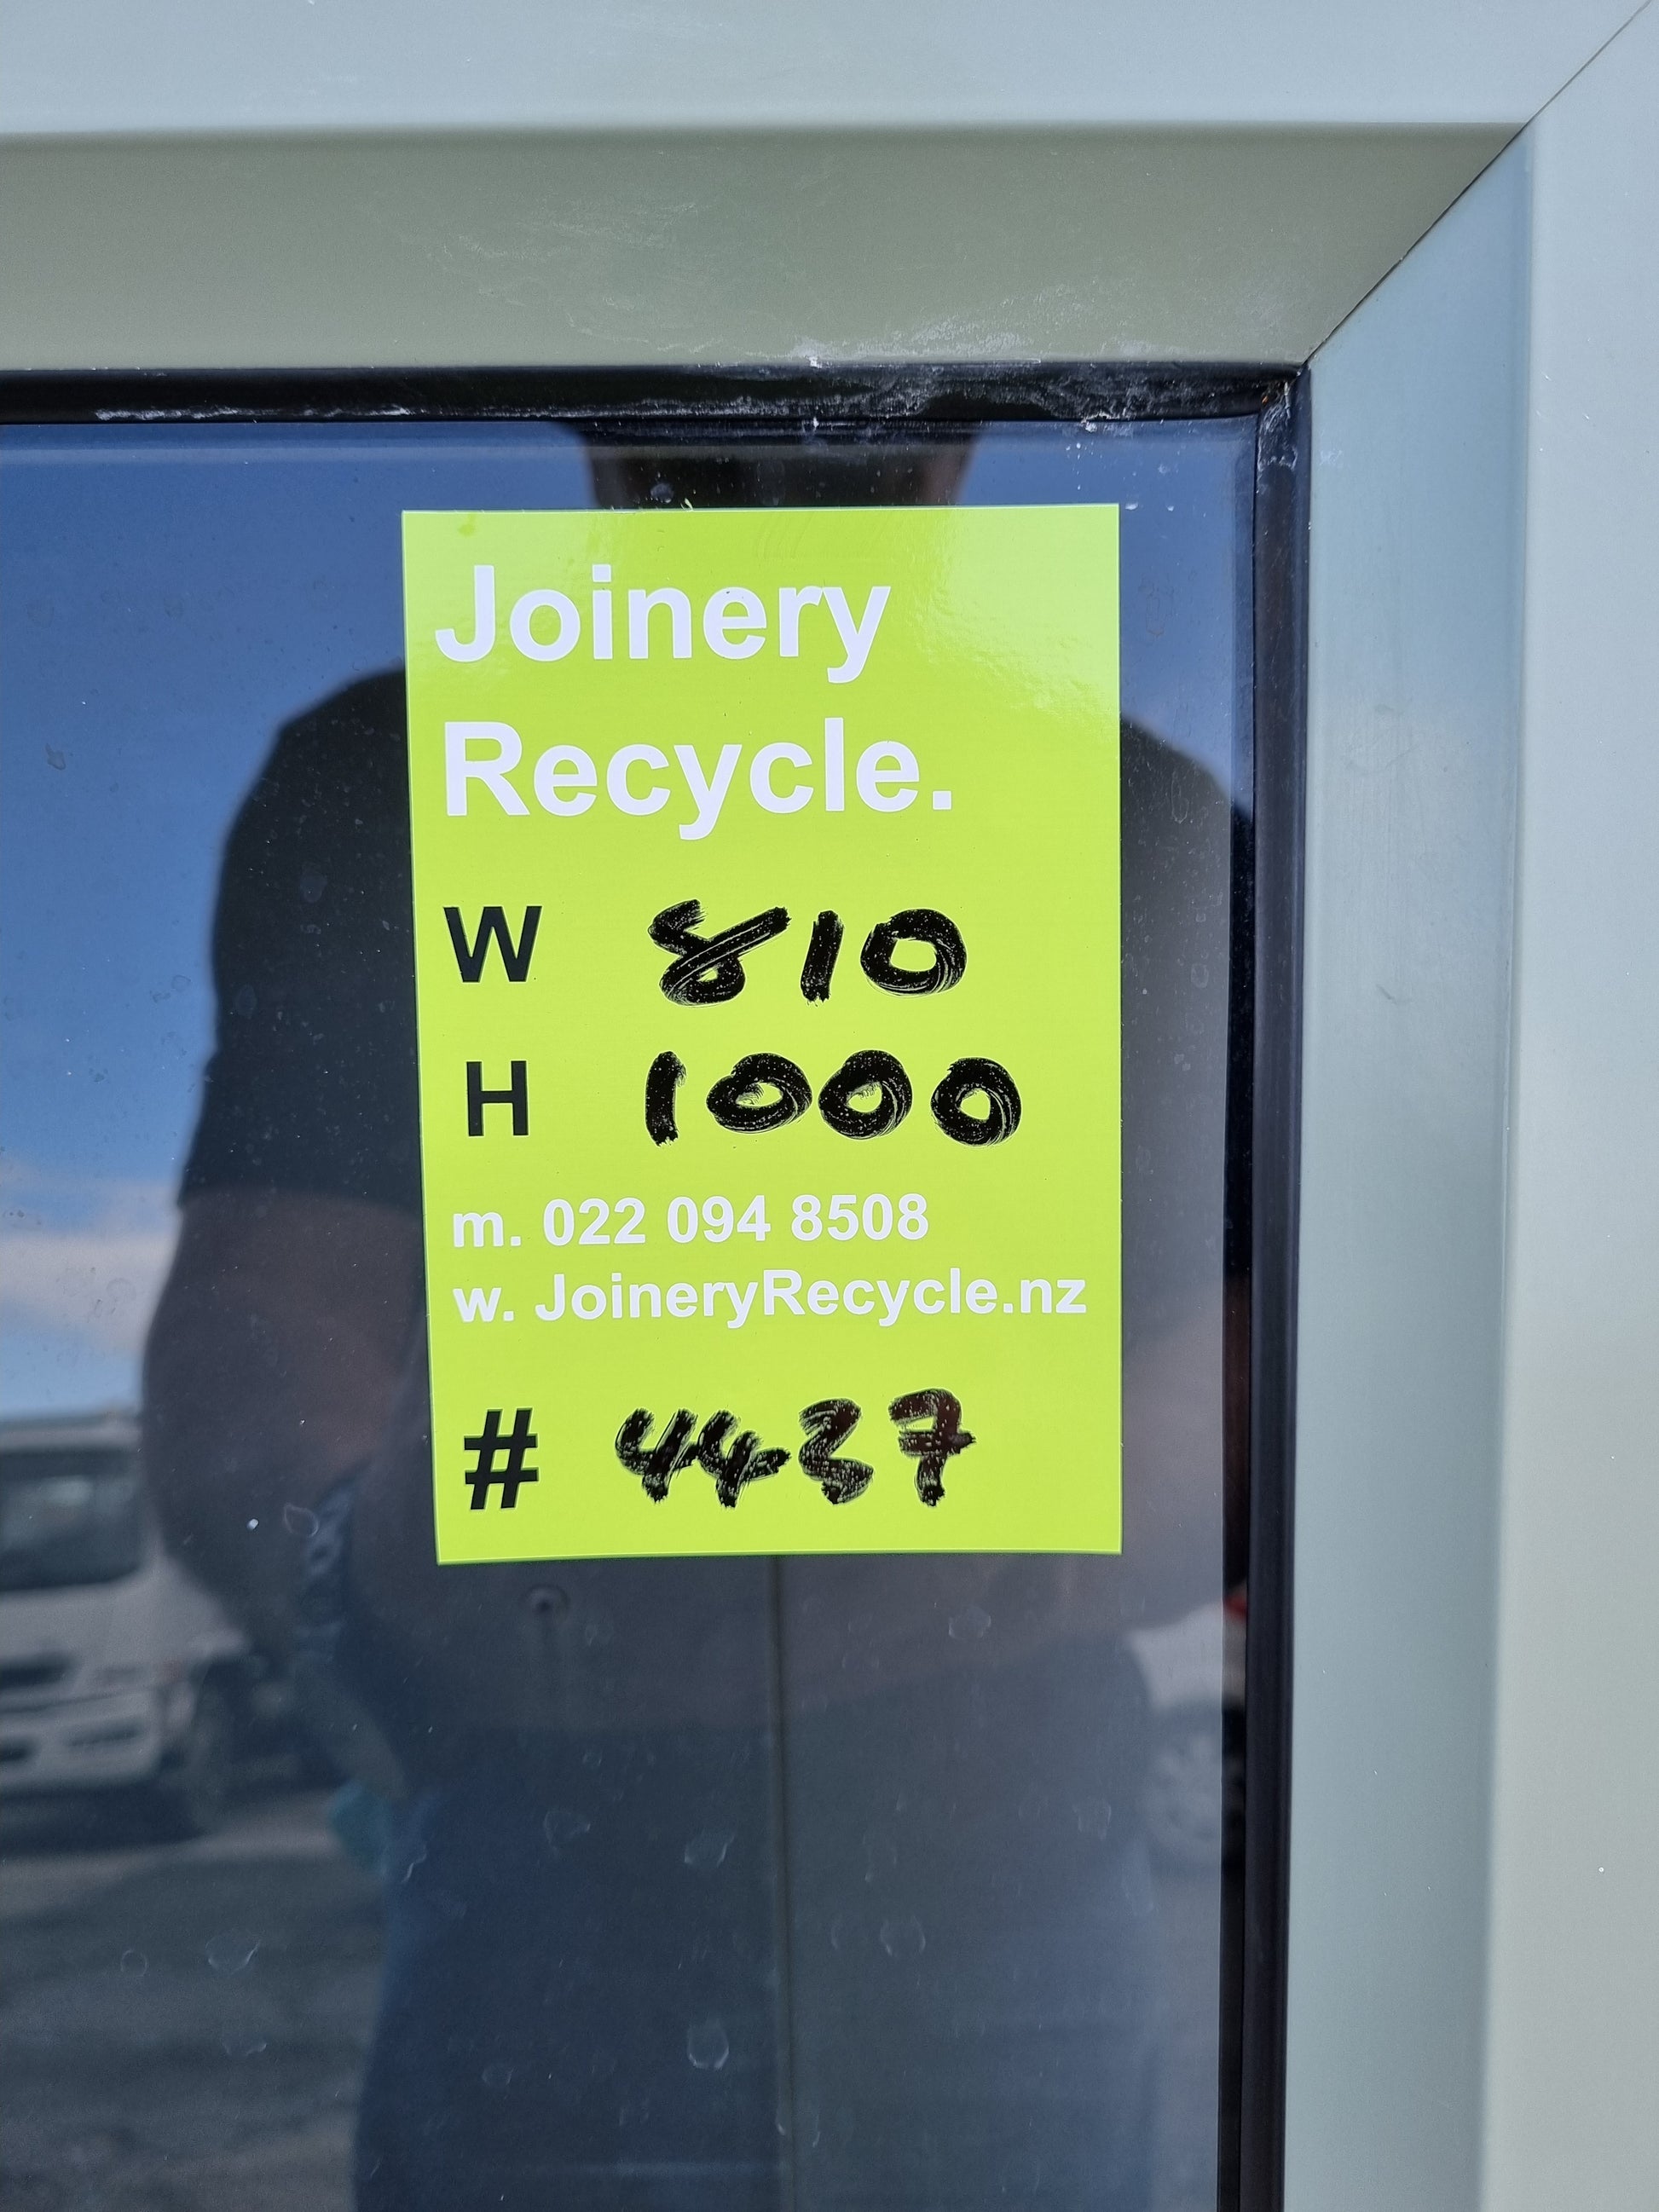 Joinery
Recycle.
W 810
H 1000
m. 022 094 8508
w. JoineryRecycle.nz
# 4437